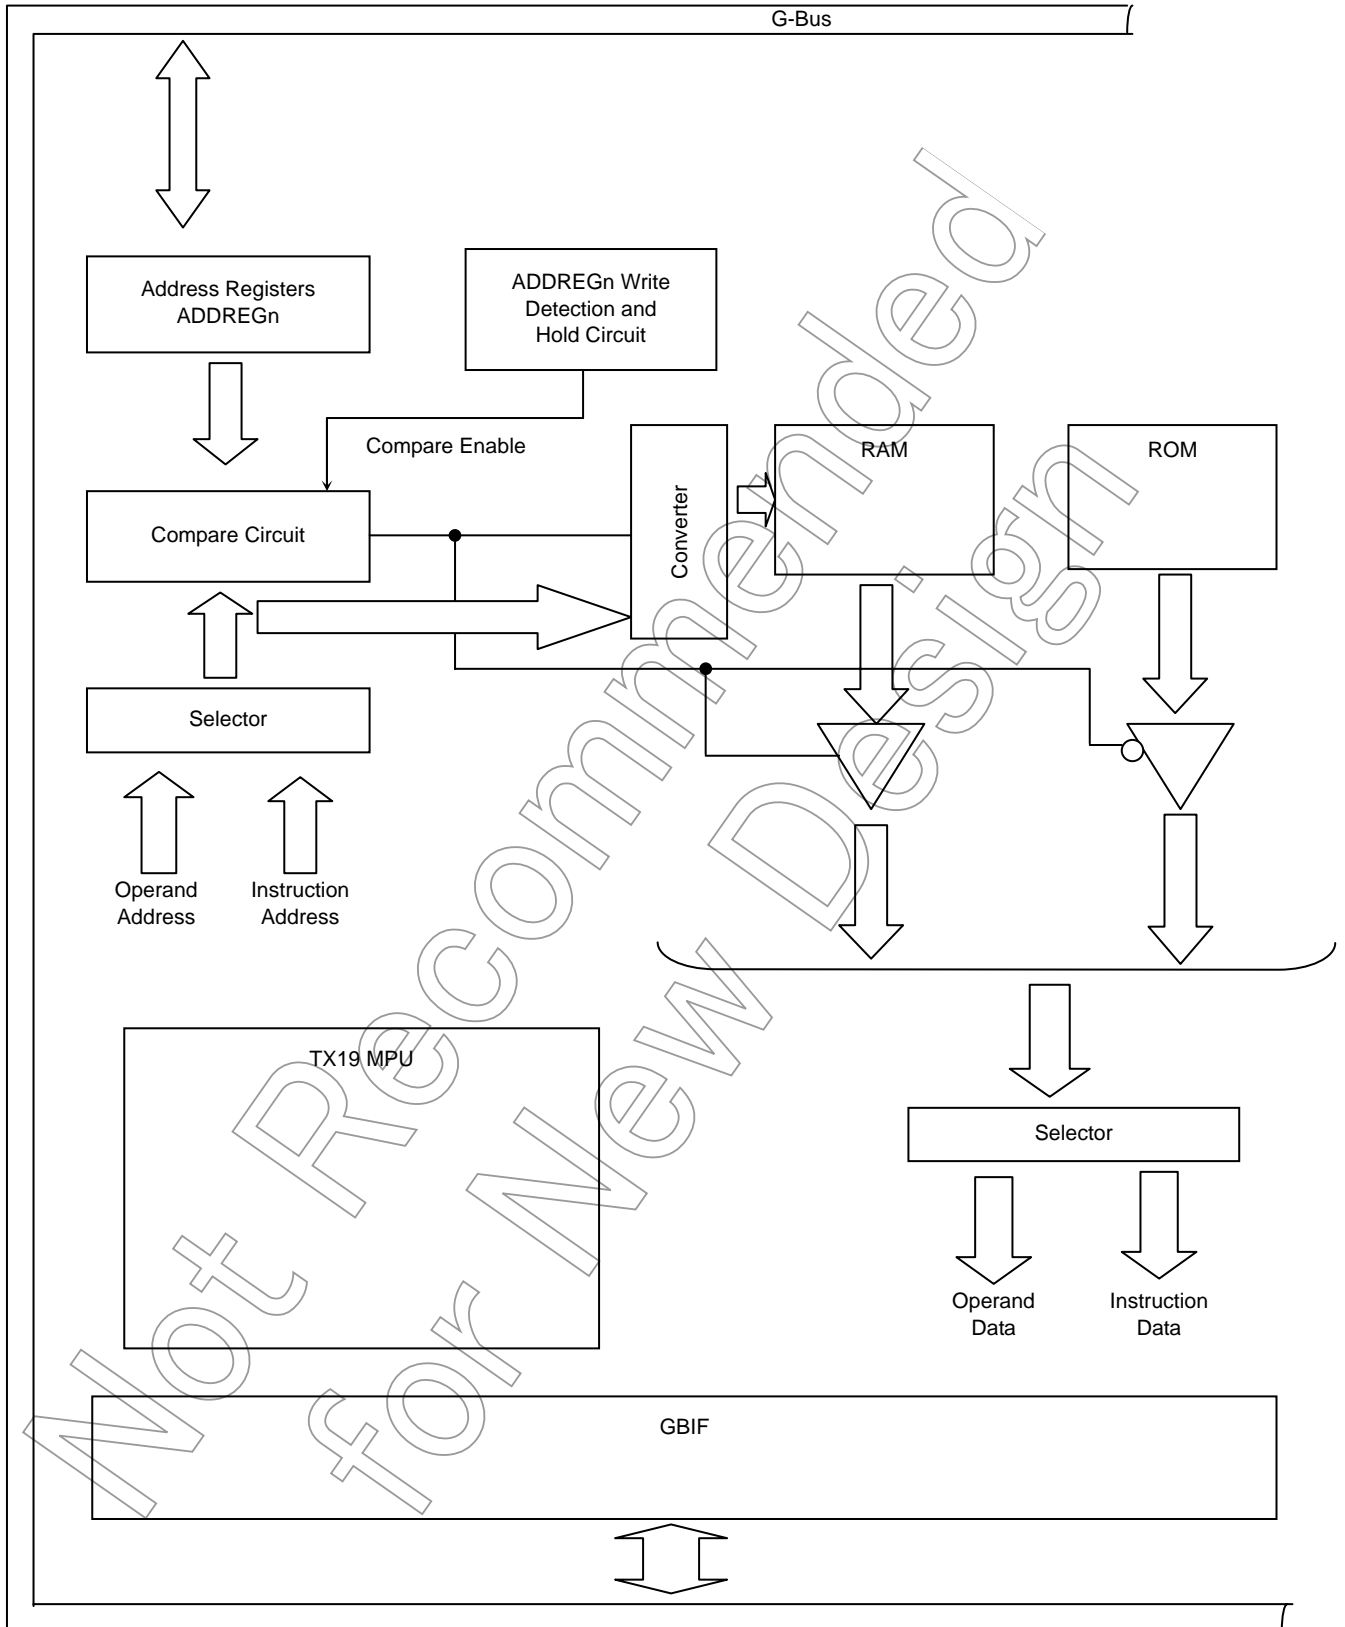 G-Bus
Address Registers
ADDREGn
ADDREGn Write
Detection and
Hold Circuit
Compare Enable
Compare Circuit
Converter
RAM
ROM
Selector
Operand
Address
Instruction
Address
TX19 MPU
Selector
Operand
Data
Instruction
Data
GBIF
Not Recommended
for New Design